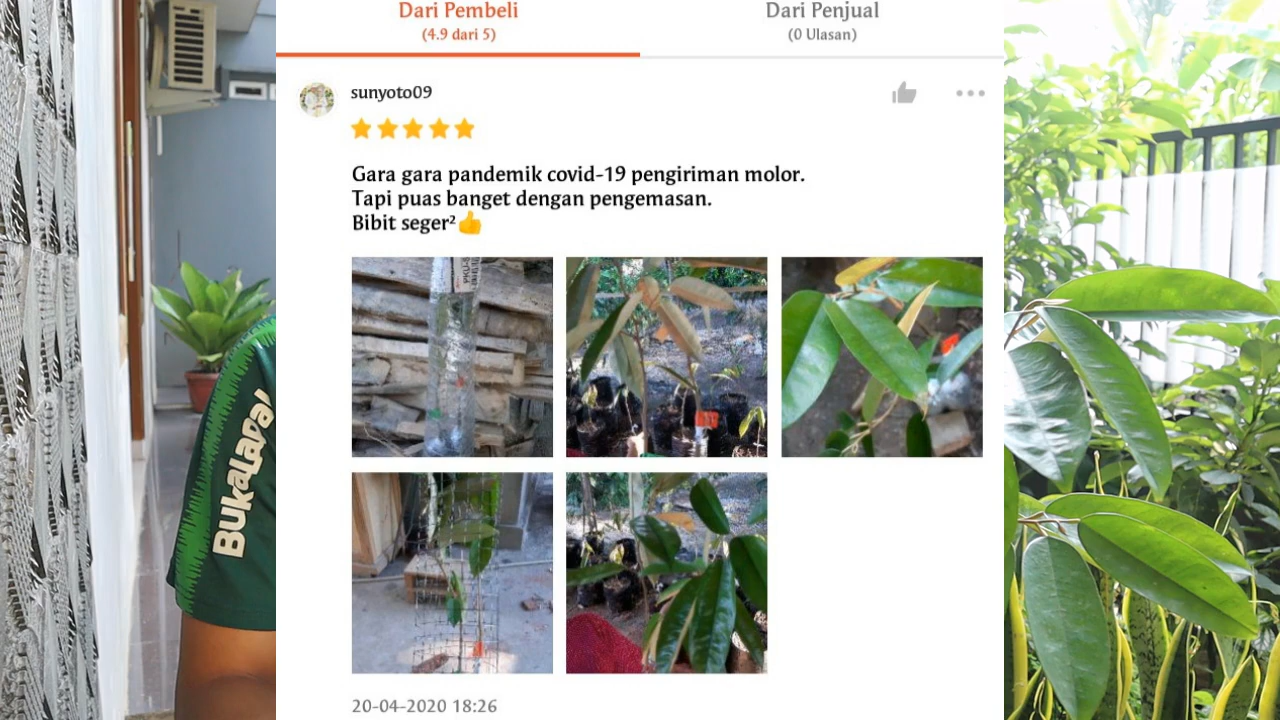 Dari Pembeli
(4.9 dari 5)
Dari Penjual
(0 Ulasan)
sunyoto09
Gara gara pandemik covid-19 pengiriman molor.
Tapi puas banget dengan pengemasan.
Bibit seger²👍
20-04-2020 18:26
BukaLapak